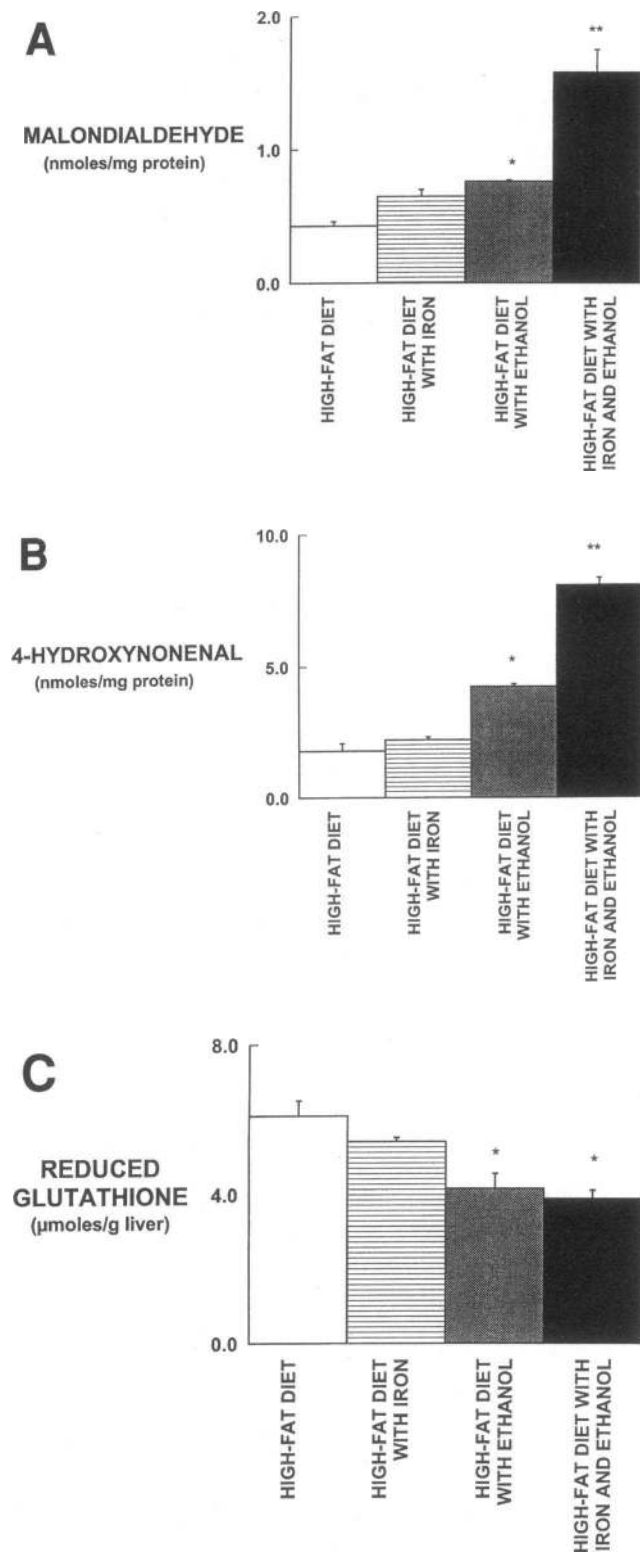 A
MALONDIALDEHYDE
(nmoles/mg protein)
2.0
1.0
0.0
*
**
HIGH-FAT DIET
HIGH-FAT DIET
WITH IRON
HIGH-FAT DIET
WITH ETHANOL
HIGH-FAT DIET WITH
IRON AND ETHANOL
B
4-HYDROXYNONENAL
(nmoles/mg protein)
10.0
5.0
0.0
*
**
HIGH-FAT DIET
HIGH-FAT DIET
WITH IRON
HIGH-FAT DIET
WITH ETHANOL
HIGH-FAT DIET WITH
IRON AND ETHANOL
C
REDUCED
GLUTATHIONE
(µmoles/g liver)
8.0
4.0
0.0
*
*
HIGH-FAT DIET
HIGH-FAT DIET
WITH IRON
HIGH-FAT DIET
WITH ETHANOL
HIGH-FAT DIET WITH
IRON AND ETHANOL